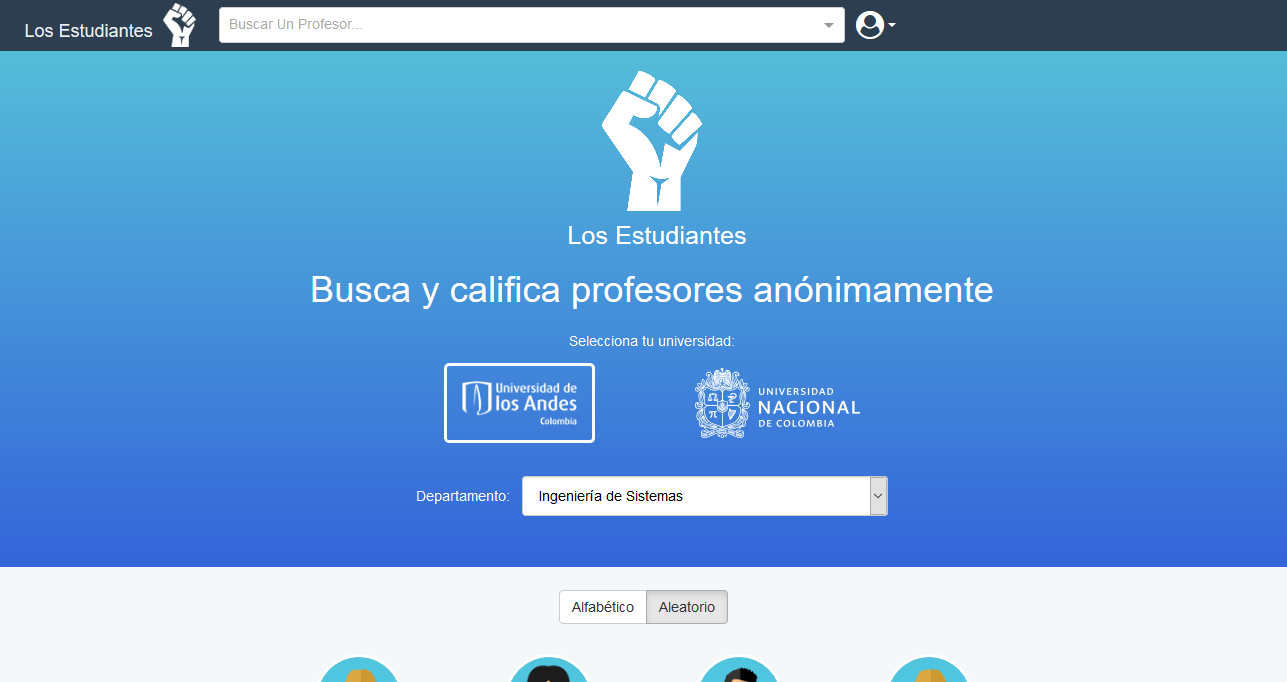 Los Estudiantes
Buscar Un Profesor...
Los Estudiantes
Busca y califica profesores anónimamente
Selecciona tu universidad:
Universidad de
los Andes
Colombia
UNIVERSIDAD
NACIONAL
DE COLOMBIA
Departamento:
Ingeniería de Sistemas
Alfabético
Aleatorio